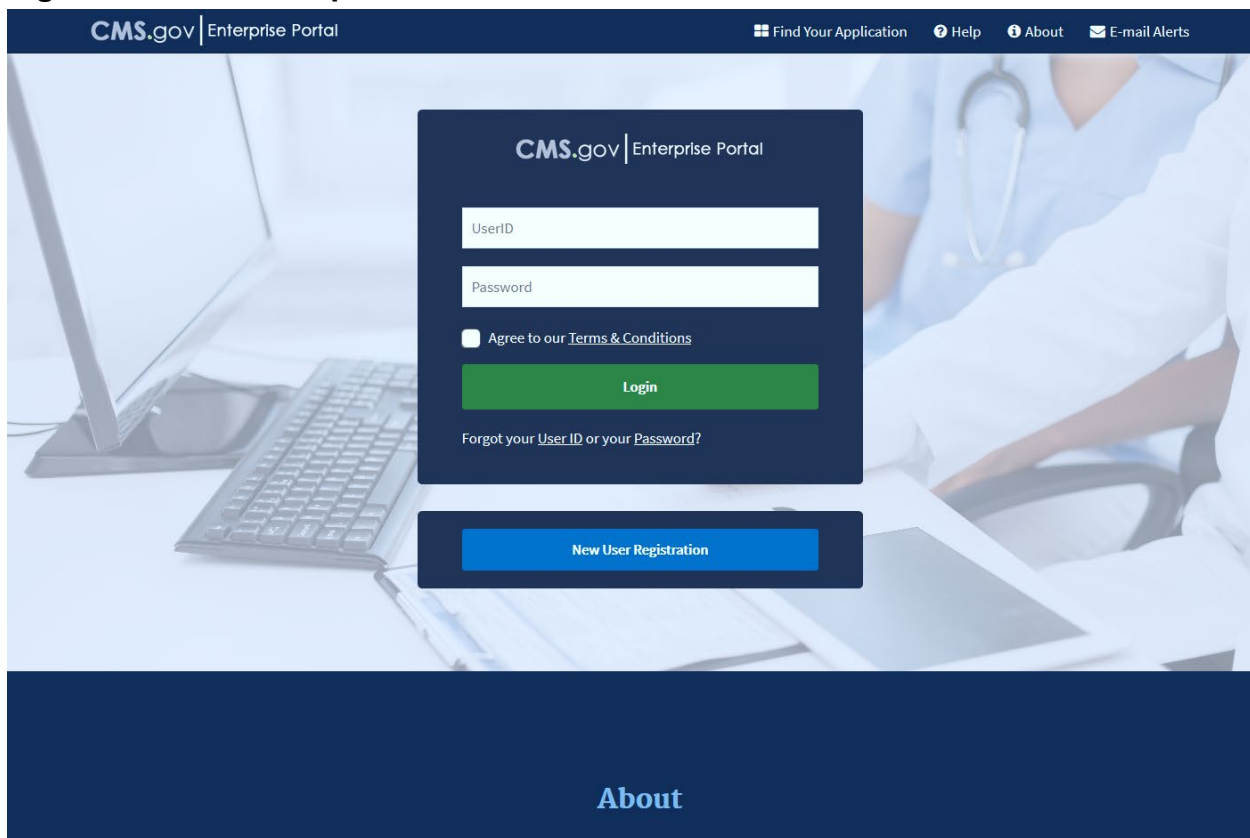 CMS.gov Enterprise Portal
Find Your Application Help About E-mail Alerts
CMS.gov Enterprise Portal
UserID
Password
Agree to our Terms & Conditions
Login
Forgot your User ID or your Password?
New User Registration
About